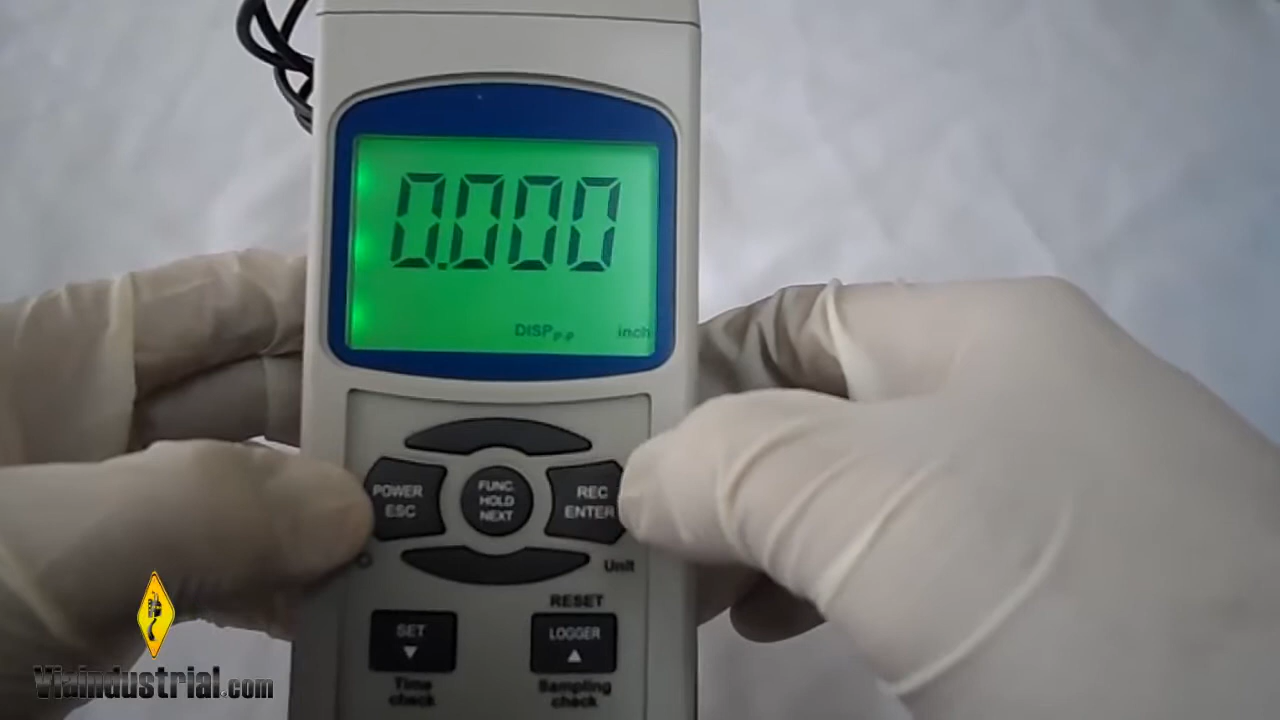 0.000
DISP P-P inch
POWER
ESC
FUNC.
HOLD
NEXT
REC
ENTER
Unit
RESET
SET
LOGGER
Time
check
Sampling
check
Viaindustrial.com